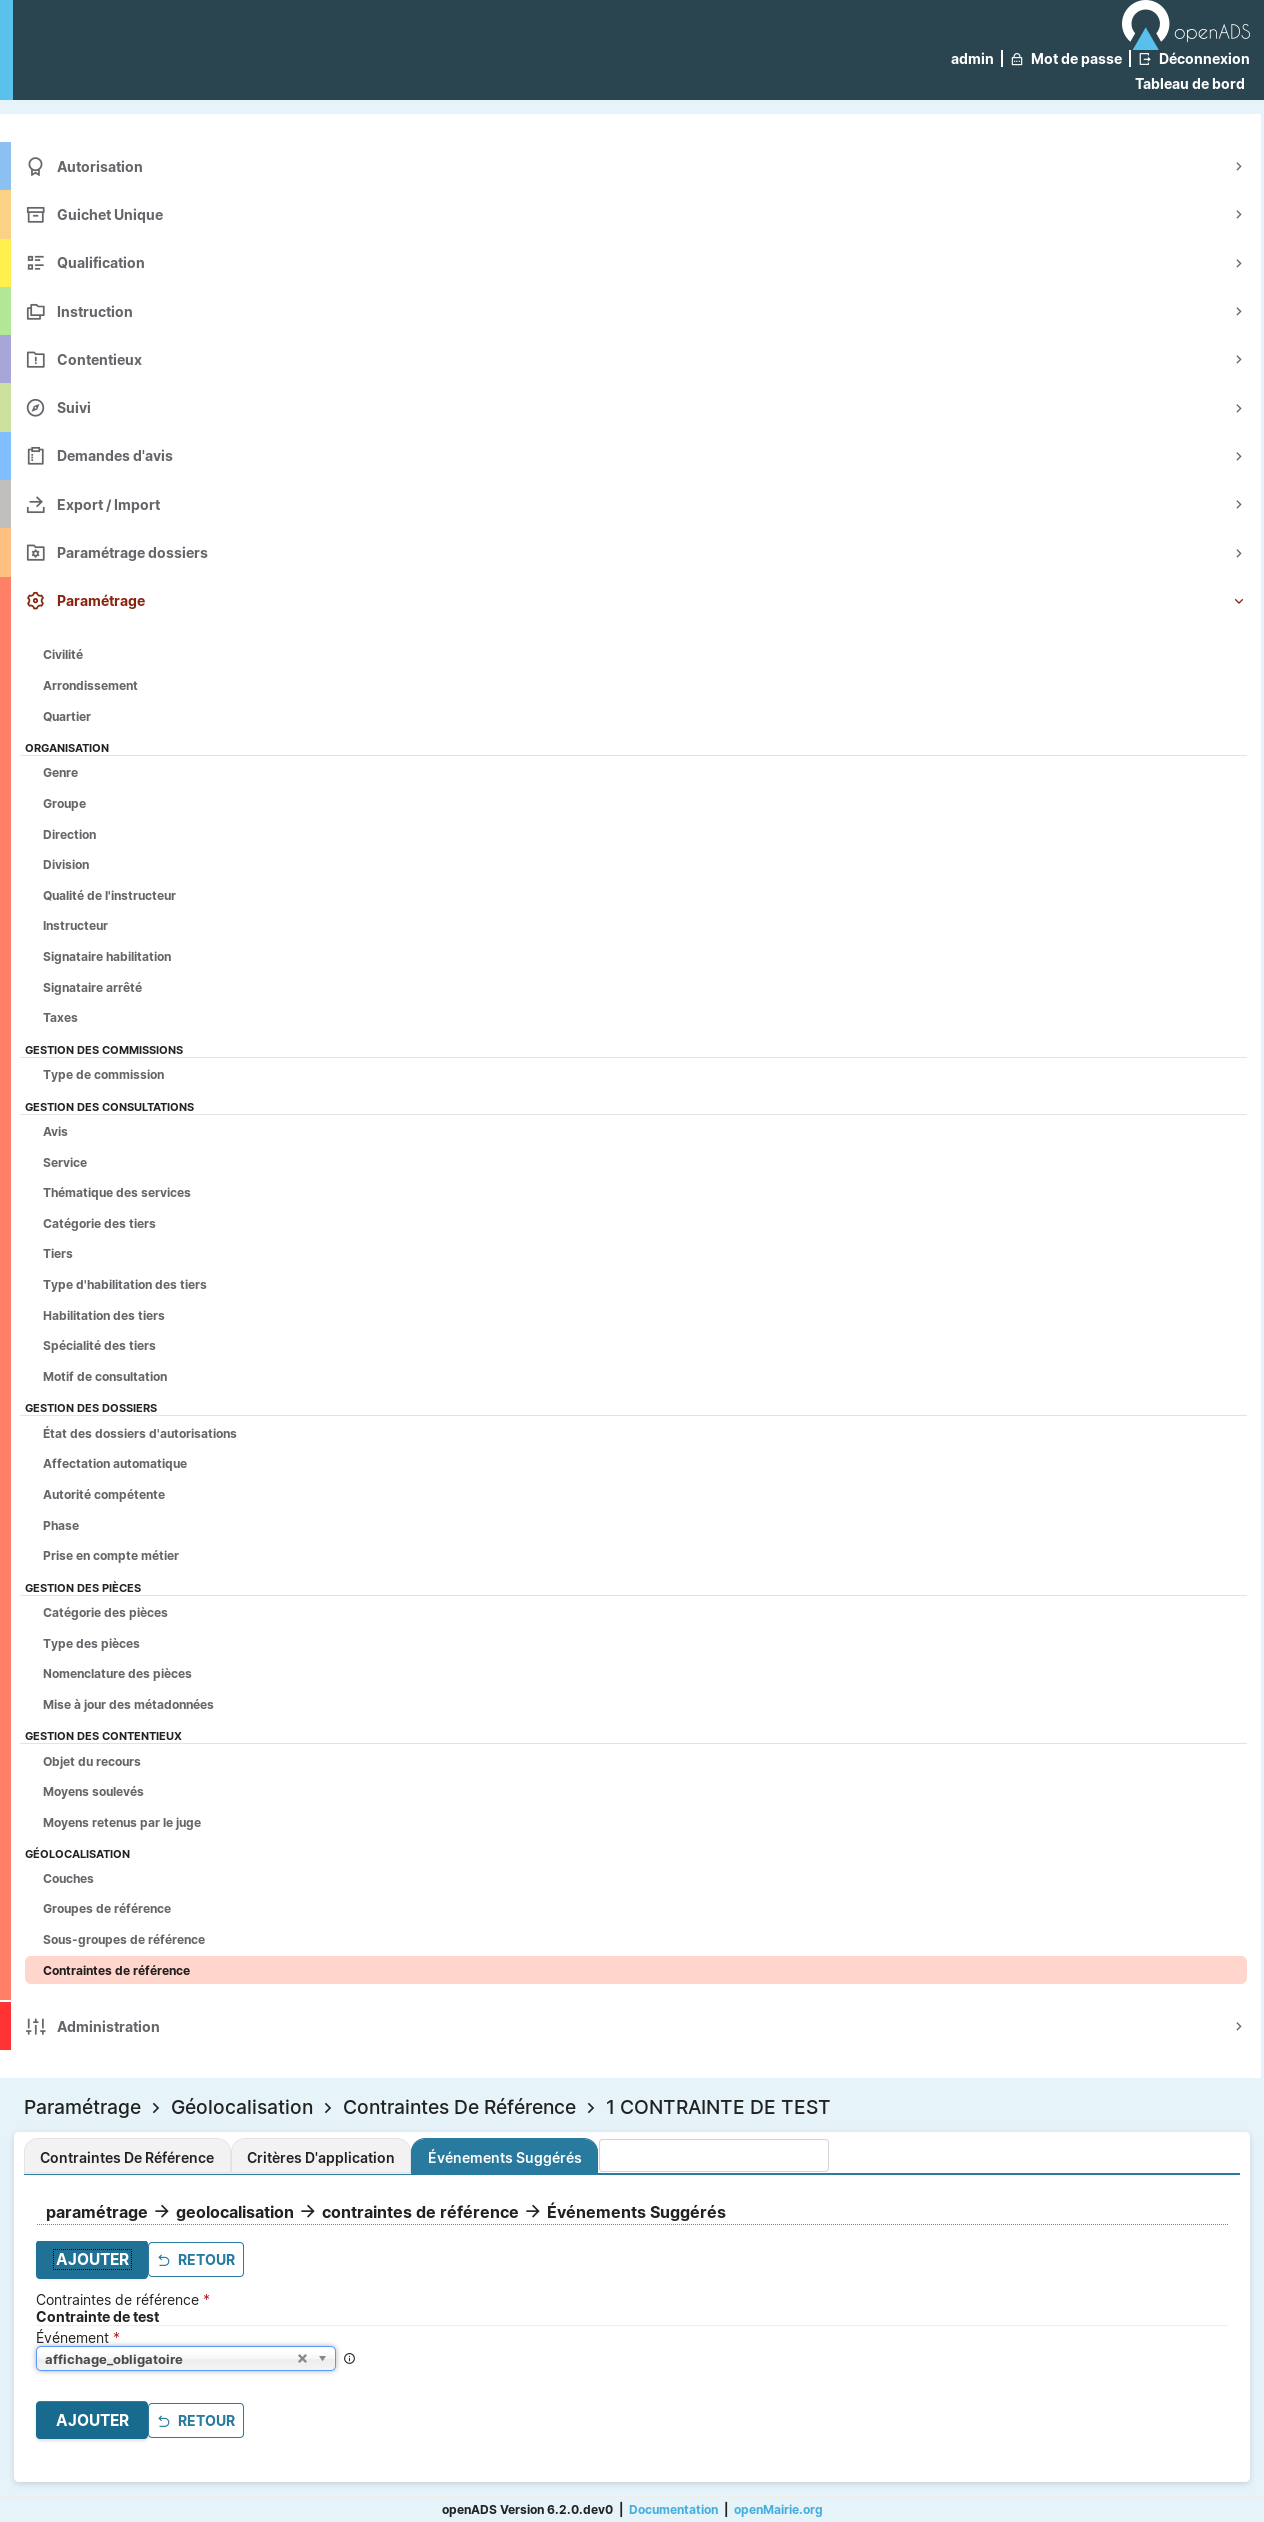 openADS
admin | Mot de passe | Déconnexion
Tableau de bord
Autorisation
Guichet Unique
Qualification
Instruction
Contentieux
Suivi
Demandes d'avis
Export / Import
Paramétrage dossiers
Paramétrage
Civilité
Arrondissement
Quartier
ORGANISATION
Genre
Groupe
Direction
Division
Qualité de l'instructeur
Instructeur
Signataire habilitation
Signataire arrêté
Taxes
GESTION DES COMMISSIONS
Type de commission
GESTION DES CONSULTATIONS
Avis
Service
Thématique des services
Catégorie des tiers
Tiers
Type d'habilitation des tiers
Habilitation des tiers
Spécialité des tiers
Motif de consultation
GESTION DES DOSSIERS
État des dossiers d'autorisations
Affectation automatique
Autorité compétente
Phase
Prise en compte métier
GESTION DES PIÈCES
Catégorie des pièces
Type des pièces
Nomenclature des pièces
Mise à jour des métadonnées
GESTION DES CONTENTIEUX
Objet du recours
Moyens soulevés
Moyens retenus par le juge
GÉOLOCALISATION
Couches
Groupes de référence
Sous-groupes de référence
Contraintes de référence
Administration
Paramétrage > Géolocalisation > Contraintes De Référence > 1 CONTRAINTE DE TEST
Contraintes De Référence Critères D'application Événements Suggérés
paramétrage → geolocalisation → contraintes de référence → Événements Suggérés
AJOUTER RETOUR
Contraintes de référence *
Contrainte de test
Événement *
affichage_obligatoire
AJOUTER RETOUR
openADS Version 6.2.0.dev0 | Documentation | openMairie.org